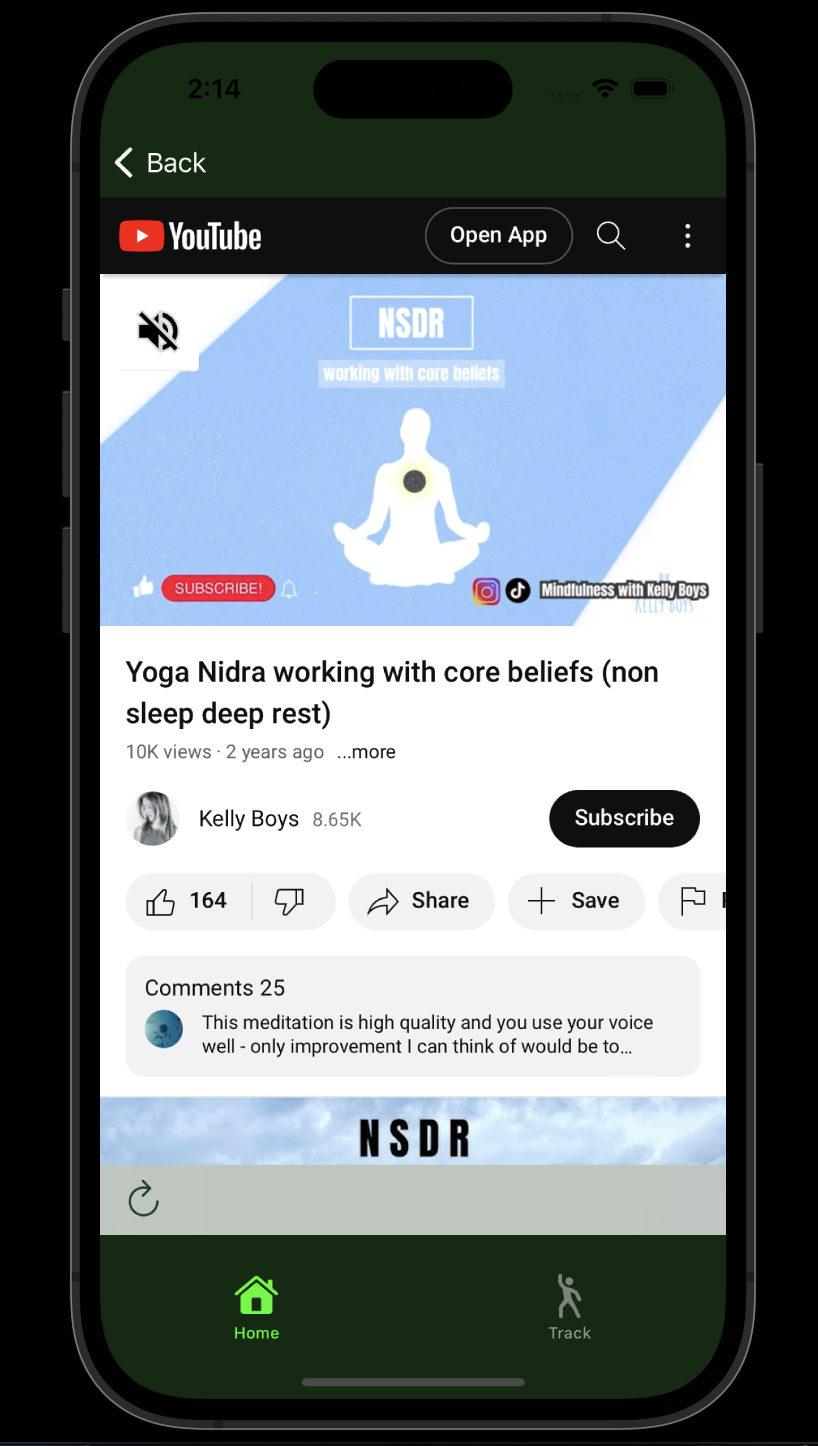 2:14
Back
YouTube
Open App
NSDR
working with core beliefs
SUBSCRIBE!
Mindfulness with Kelly Boys
BY
KELLY BOYS
Yoga Nidra working with core beliefs (non
sleep deep rest)
10K views · 2 years ago ...more
Kelly Boys 8.65K
Subscribe
164
Share
Save
Comments 25
This meditation is high quality and you use your voice
well - only improvement I can think of would be to...
NSDR
Home
Track